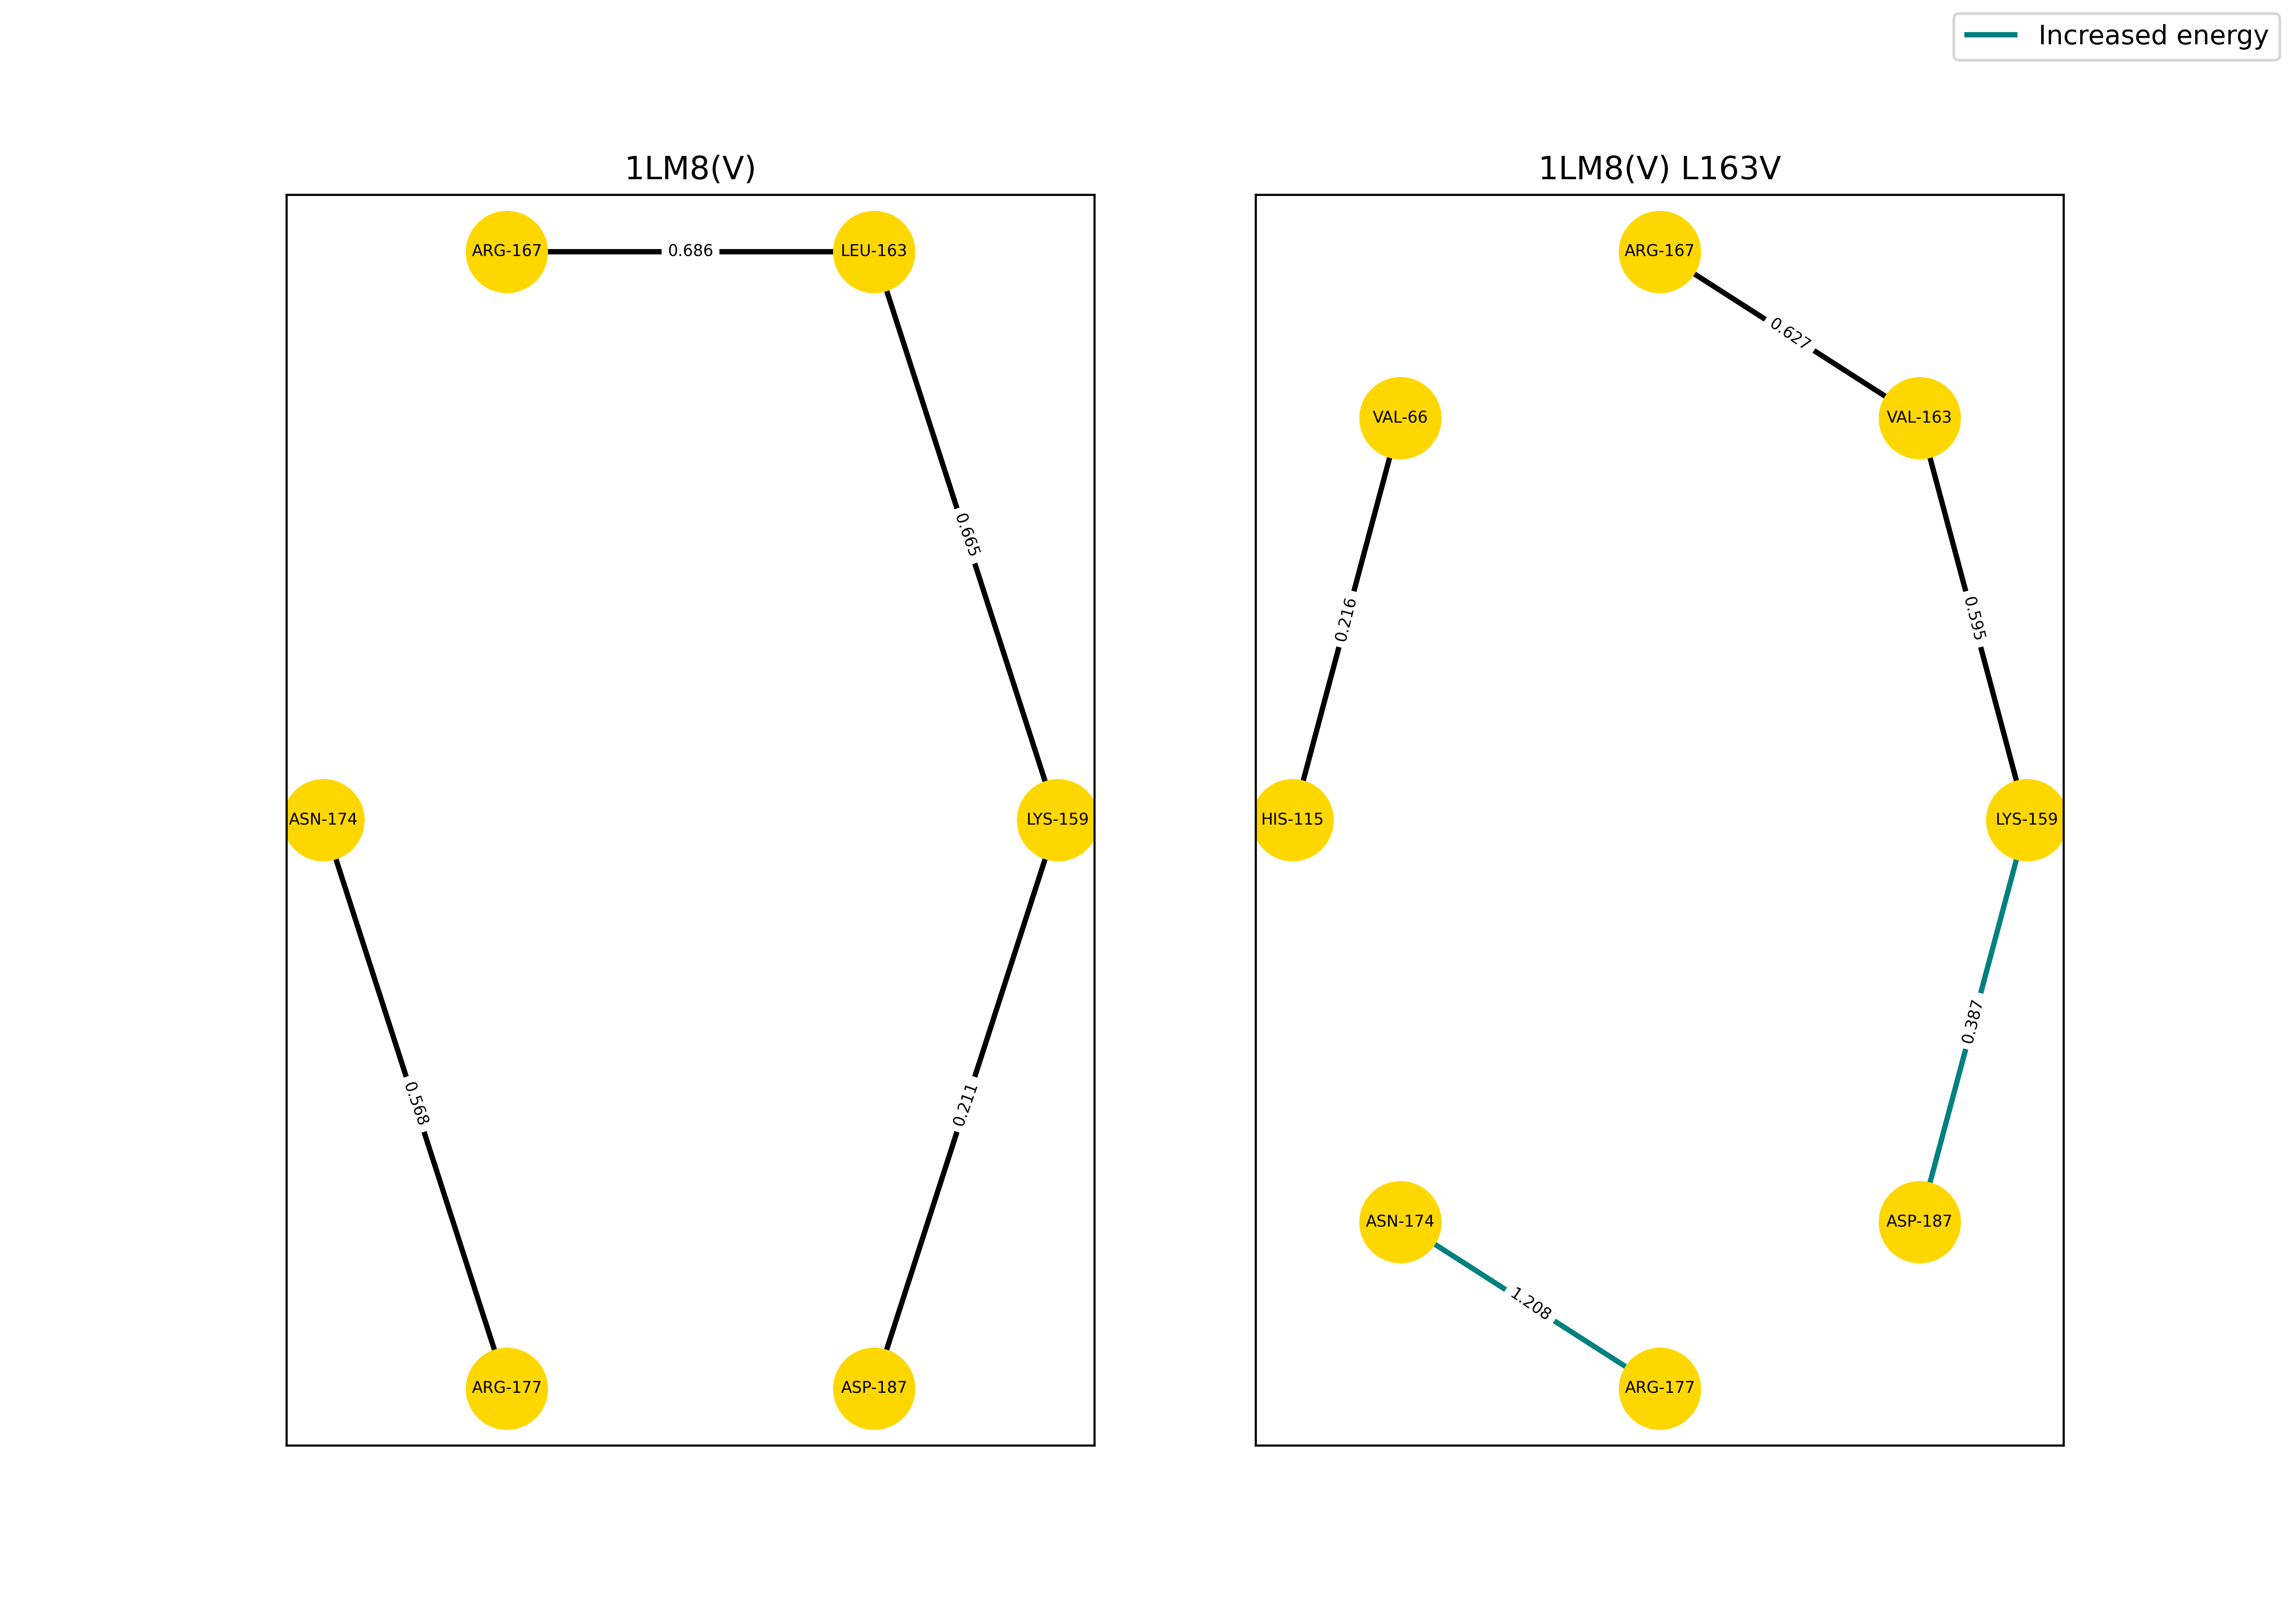 Increased energy
1LM8(V)
ARG-167
0.686
LEU-163
0.665
ASN-174
LYS-159
0.568
0.211
ARG-177
ASP-187
1LM8(V) L163V
ARG-167
0.627
VAL-66
VAL-163
0.216
0.595
HIS-115
LYS-159
0.387
ASN-174
ASP-187
1.208
ARG-177